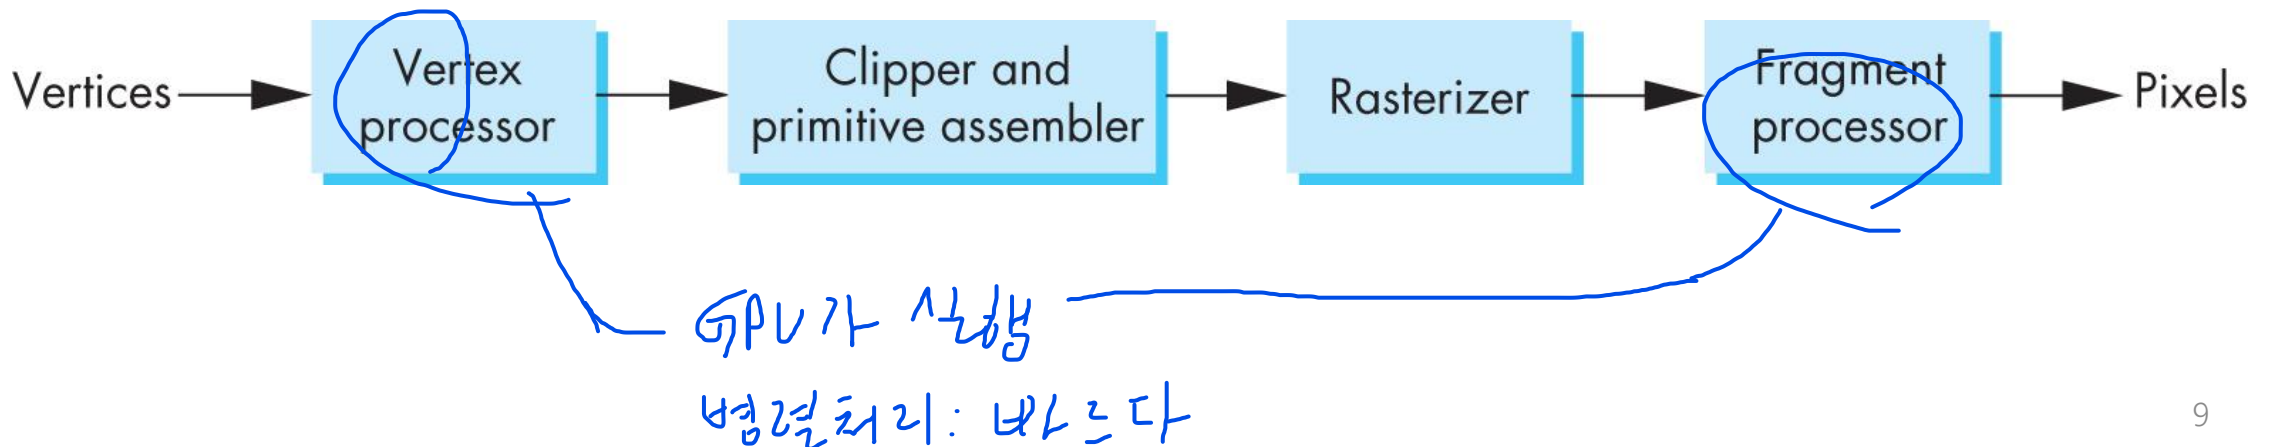 Vertices
Vertex
processor
Clipper and
primitive assembler
Rasterizer
Fragment
processor
Pixels
GPU가 실행
병렬처리: 빠르다
9